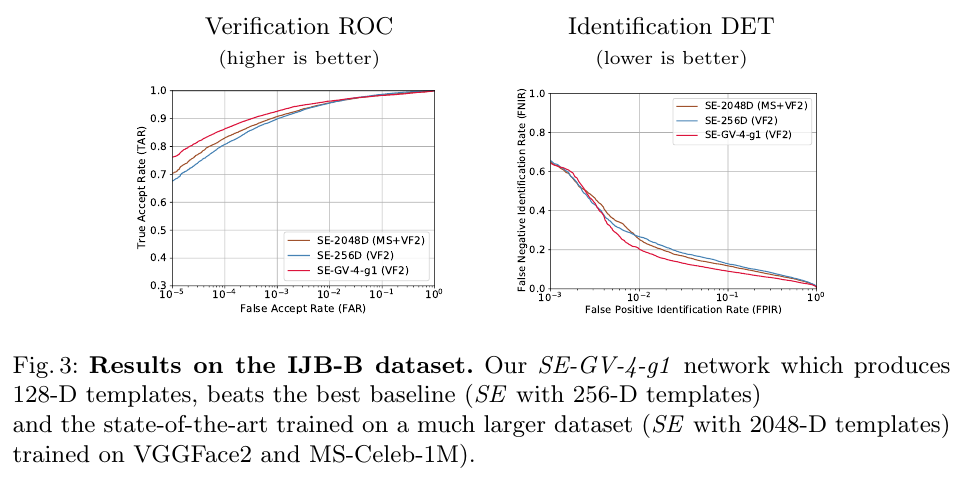 Verification ROC
(higher is better)
Identification DET
(lower is better)
1.0
0.9
0.8
0.7
0.6
0.5
0.4
0.3
True Accept Rate (TAR)
SE-2048D (MS+VF2)
SE-256D (VF2)
SE-GV-4-g1 (VF2)
10⁻⁵ 10⁻⁴ 10⁻³ 10⁻² 10⁻¹ 10⁰
False Accept Rate (FAR)
1.0
0.8
0.6
0.4
0.2
0.0
False Negative Identification Rate (FNIR)
SE-2048D (MS+VF2)
SE-256D (VF2)
SE-GV-4-g1 (VF2)
10⁻³ 10⁻² 10⁻¹ 10⁰
False Positive Identification Rate (FPIR)
Fig. 3: Results on the IJB-B dataset. Our SE-GV-4-g1 network which produces
128-D templates, beats the best baseline (SE with 256-D templates)
and the state-of-the-art trained on a much larger dataset (SE with 2048-D templates)
trained on VGGFace2 and MS-Celeb-1M).